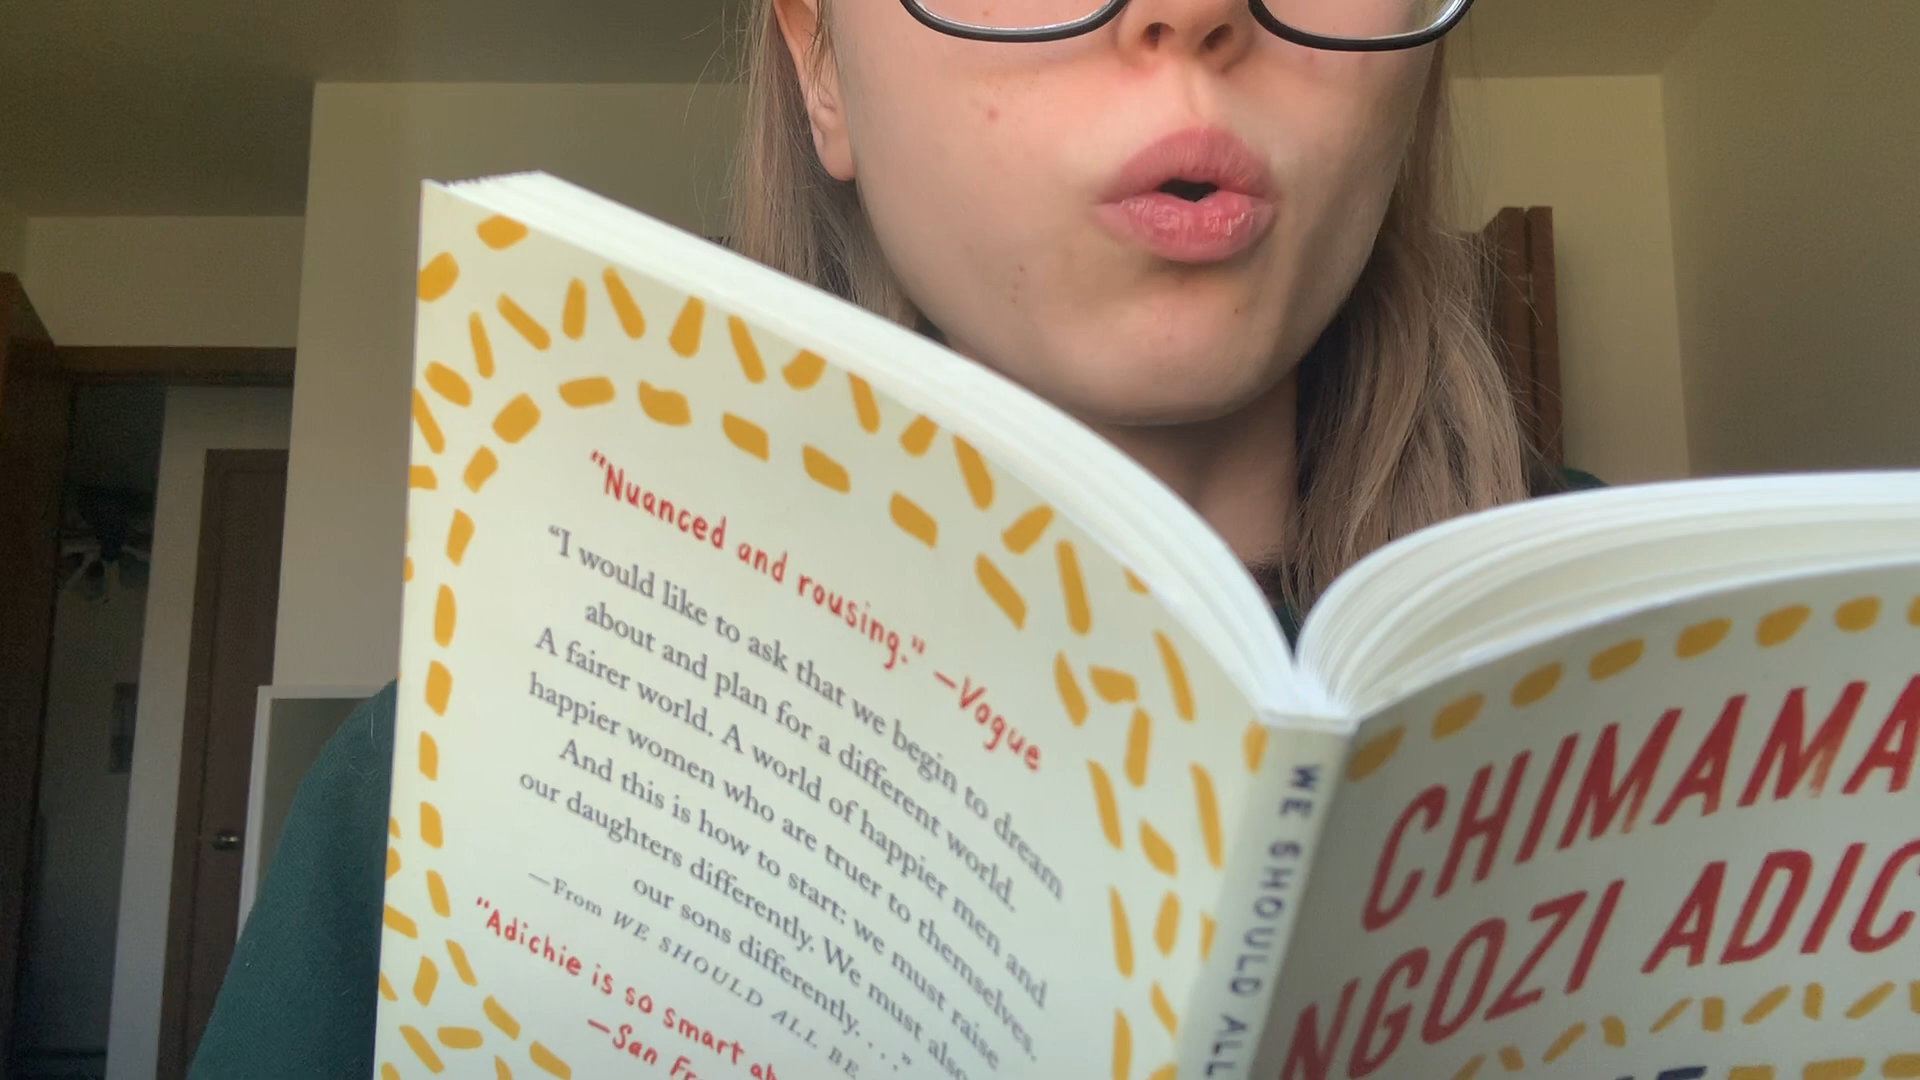 "Nuanced and rousing." —Vogue
"I would like to ask that we begin to dream
about and plan for a different world.
A fairer world. A world of happier men and
happier women who are truer to themselves.
And this is how to start: we must raise
our daughters differently. We must also
our sons differently. . . ."
—From WE SHOULD ALL BE
"Adichie is so smart
—San
WE SHOULD ALL
CHIMAMA
NGOZI ADIC